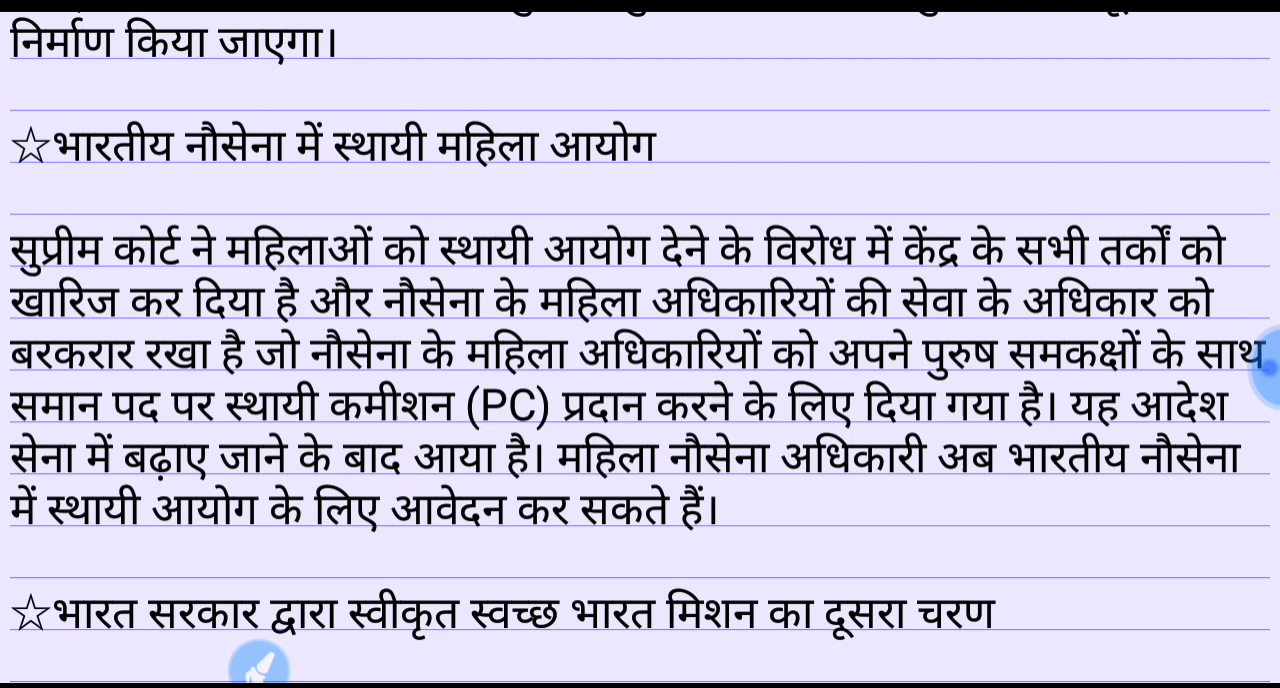 निर्माण किया जाएगा।
☆भारतीय नौसेना में स्थायी महिला आयोग
सुप्रीम कोर्ट ने महिलाओं को स्थायी आयोग देने के विरोध में केंद्र के सभी तर्कों को
खारिज कर दिया है और नौसेना के महिला अधिकारियों की सेवा के अधिकार को
बरकरार रखा है जो नौसेना के महिला अधिकारियों को अपने पुरुष समकक्षों के साथ
समान पद पर स्थायी कमीशन (PC) प्रदान करने के लिए दिया गया है। यह आदेश
सेना में बढ़ाए जाने के बाद आया है। महिला नौसेना अधिकारी अब भारतीय नौसेना
में स्थायी आयोग के लिए आवेदन कर सकते हैं।
☆भारत सरकार द्वारा स्वीकृत स्वच्छ भारत मिशन का दूसरा चरण